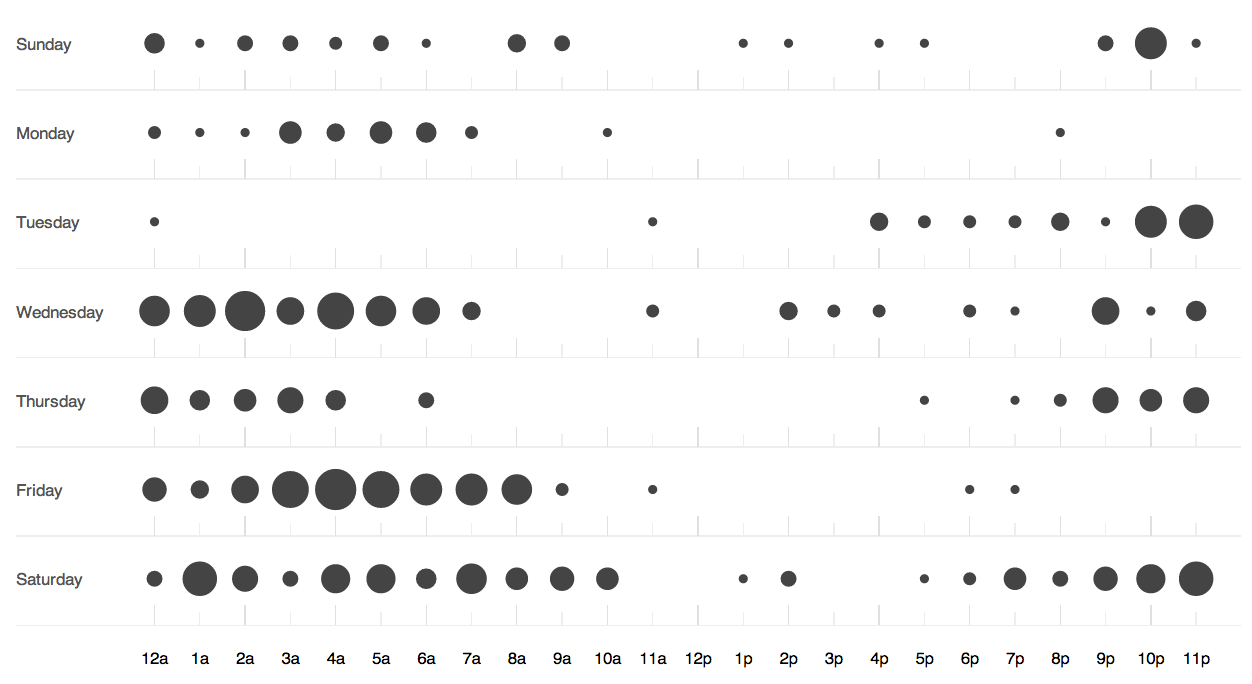 Sunday
Monday
Tuesday
Wednesday
Thursday
Friday
Saturday
12a 1a 2a 3a 4a 5a 6a 7a 8a 9a 10a 11a 12p 1p 2p 3p 4p 5p 6p 7p 8p 9p 10p 11p